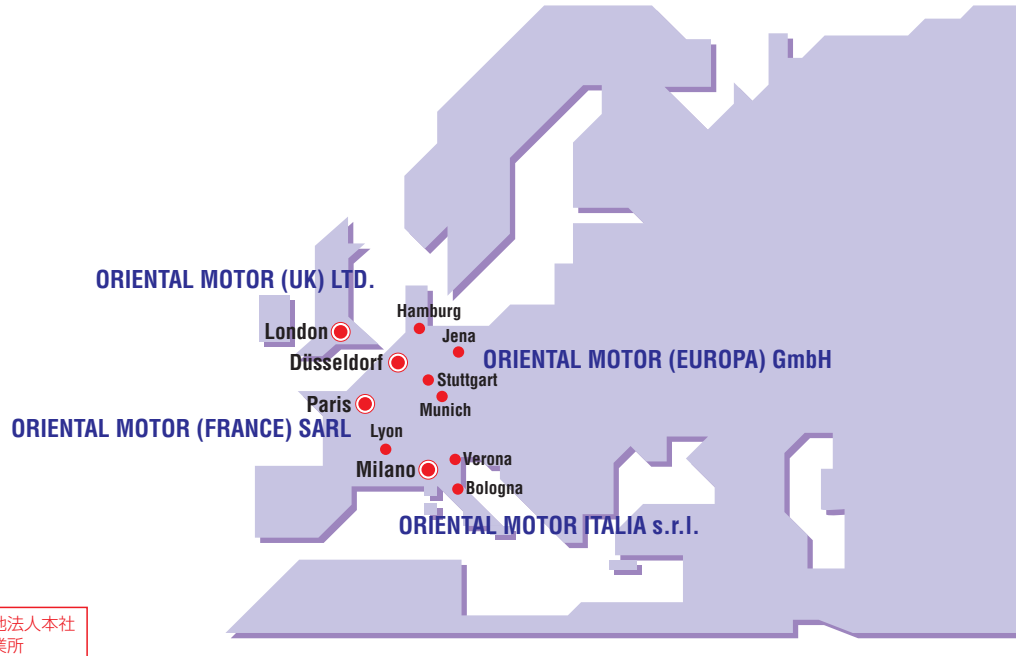 ORIENTAL MOTOR (UK) LTD.
Hamburg
London
Jena
Düsseldorf
ORIENTAL MOTOR (EUROPA) GmbH
Stuttgart
Paris
Munich
ORIENTAL MOTOR (FRANCE) SARL
Lyon
Verona
Milano
Bologna
ORIENTAL MOTOR ITALIA s.r.l.
地法人本社
業所